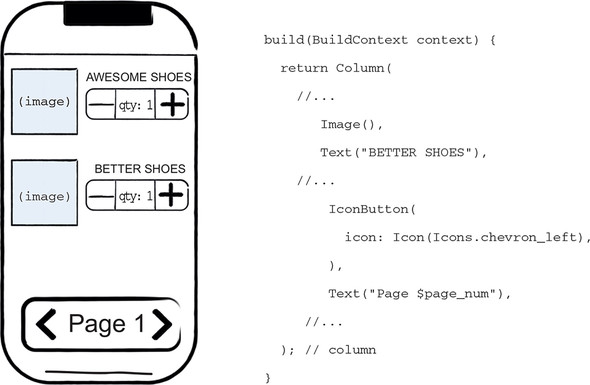 AWESOME SHOES
(image)
qty: 1
BETTER SHOES
(image)
qty: 1
Page 1
build(BuildContext context) {
return Column(
//...
Image(),
Text("BETTER SHOES"),
//...
IconButton(
icon: Icon(Icons.chevron_left),
),
Text("Page $page_num"),
//...
); // column
}